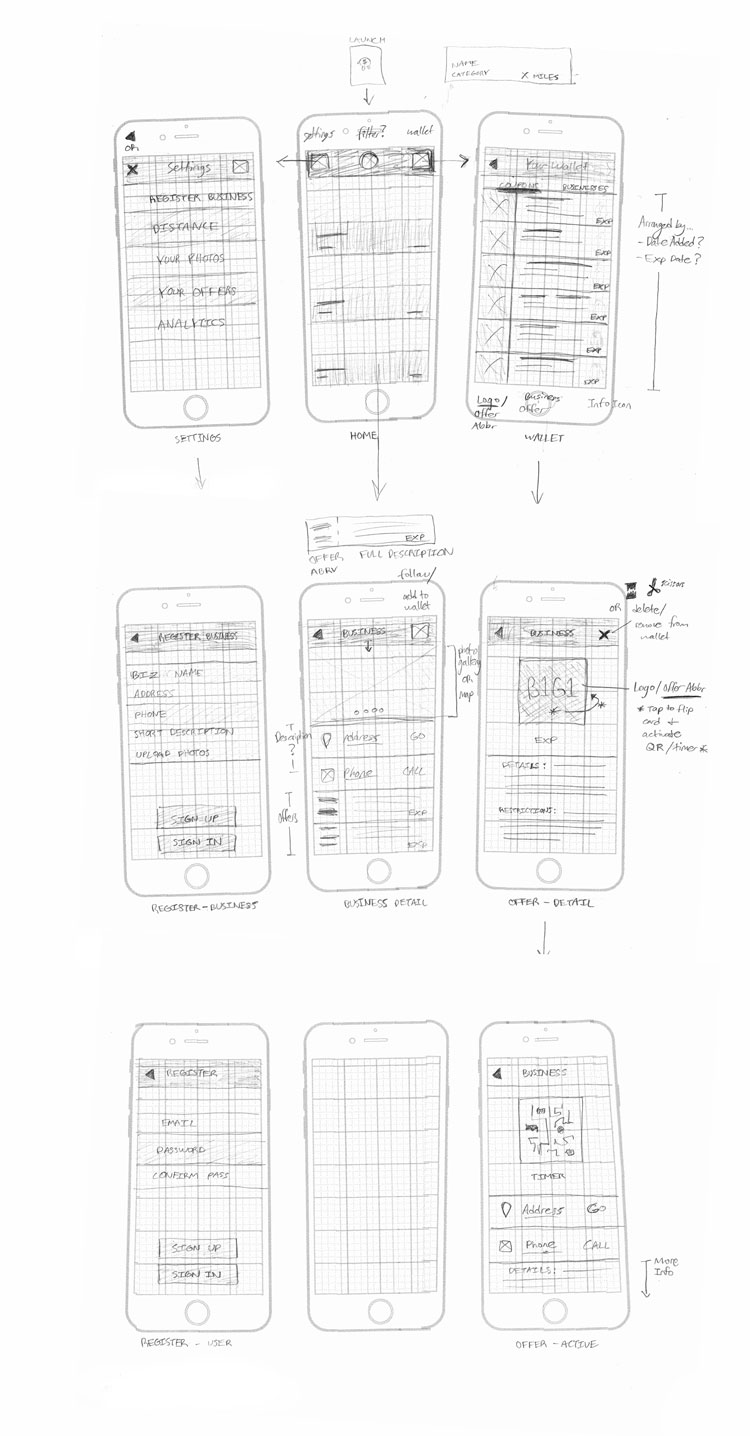 LAUNCH
NAME
CATEGORY
X MILES
OR
Settings
REGISTER BUSINESS
DISTANCE
YOUR PHOTOS
YOUR OFFERS
ANALYTICS
SETTINGS
settings filter? wallet
HOME
Your Wallet
COUPONS BUSINESSES
EXP
EXP
EXP
EXP
EXP
EXP
Logo/
Offer
Abbr
Business
Offer
Info Icon
WALLET
Arranged by...
- Date Added?
- Exp Date?
EXP
OFFER
ABRV
FULL DESCRIPTION
REGISTER BUSINESS
BIZ NAME
ADDRESS
PHONE
SHORT DESCRIPTION
UPLOAD PHOTOS
SIGN UP
SIGN IN
REGISTER - BUSINESS
follow/
add to
wallet
BUSINESS
photo
gallery
OR
map
Description
?
Address GO
Phone CALL
Offers
EXP
EXP
BUSINESS DETAIL
scissors
OR delete/
remove from
wallet
BUSINESS
B1G1
Logo/Offer Abbr
* Tap to flip
card +
activate
QR/timer *
EXP
DETAILS:
RESTRICTIONS:
OFFER - DETAIL
REGISTER
EMAIL
PASSWORD
CONFIRM PASS
SIGN UP
SIGN IN
REGISTER - USER
BUSINESS
TIMER
Address GO
Phone CALL
DETAILS:
More
Info
OFFER - ACTIVE